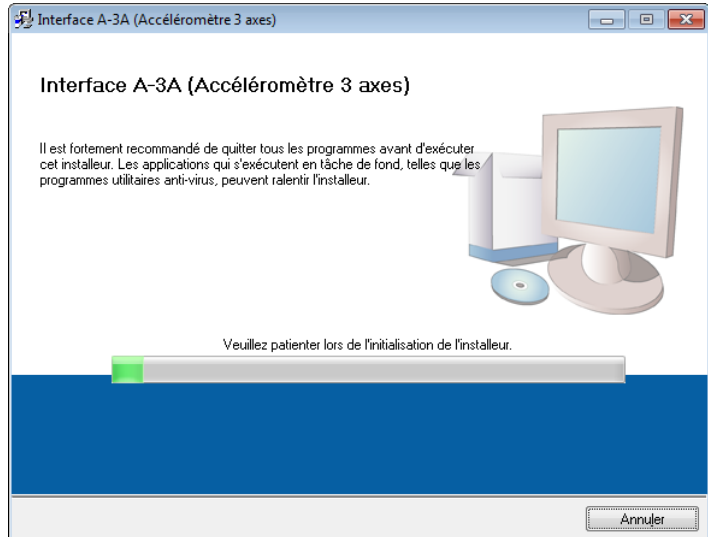 Interface A-3A (Accéléromètre 3 axes)
Interface A-3A (Accéléromètre 3 axes)
Il est fortement recommandé de quitter tous les programmes avant d'exécuter
cet installeur. Les applications qui s'exécutent en tâche de fond, telles que les
programmes utilitaires anti-virus, peuvent ralentir l'installeur.
Veuillez patienter lors de l'initialisation de l'installeur.
Annuler